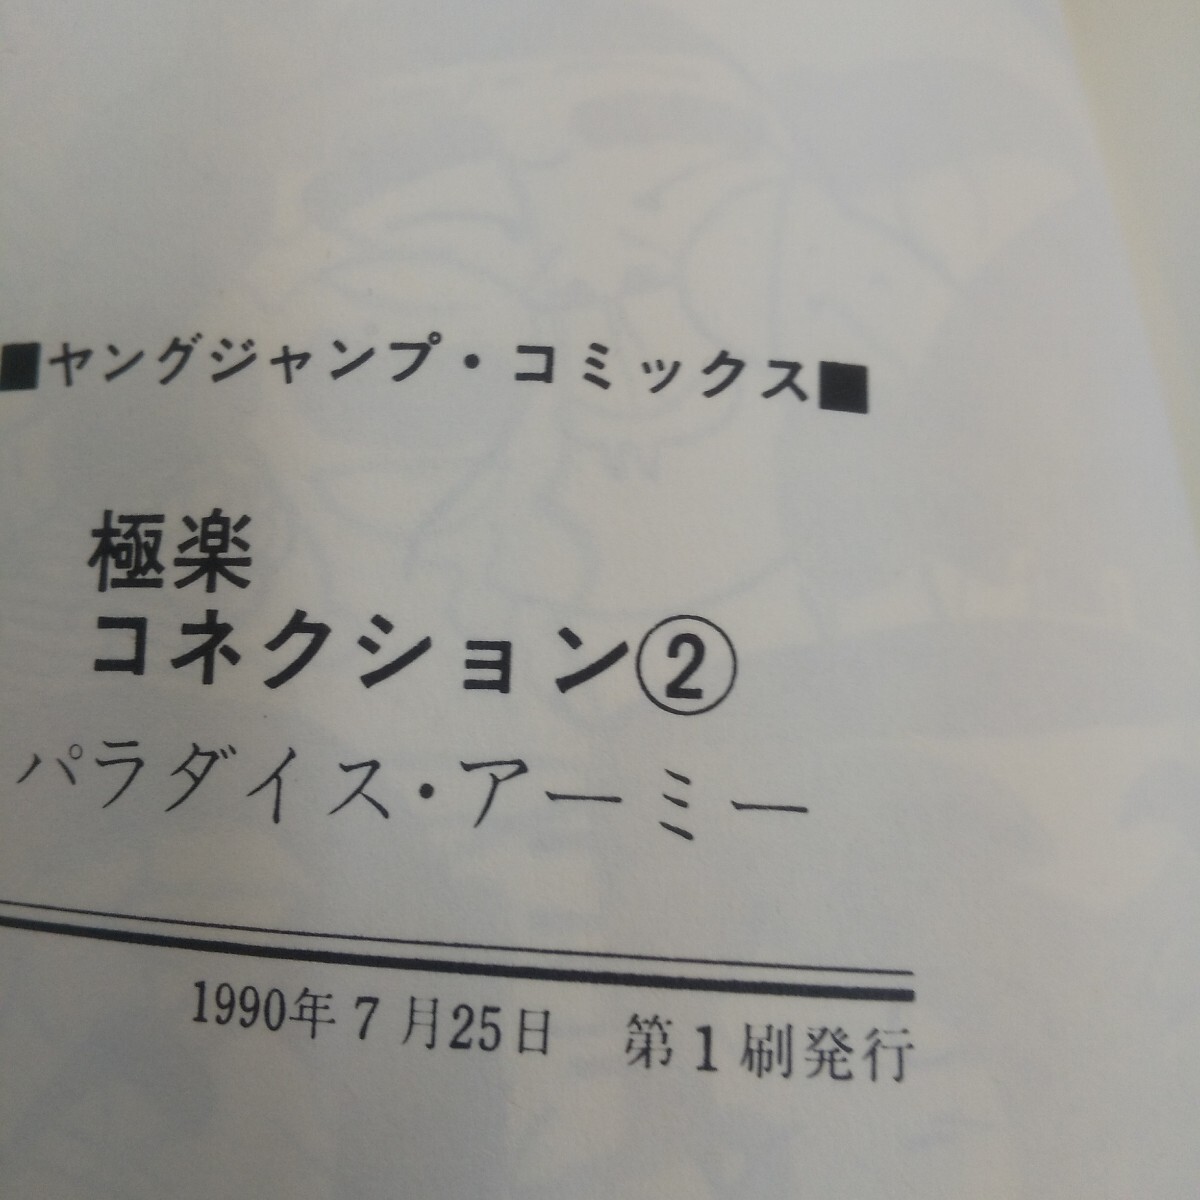 ■ヤングジャンプ・コミックス■
極楽
コネクション②
パラダイス・アーミー
1990年7月25日 第1刷発行